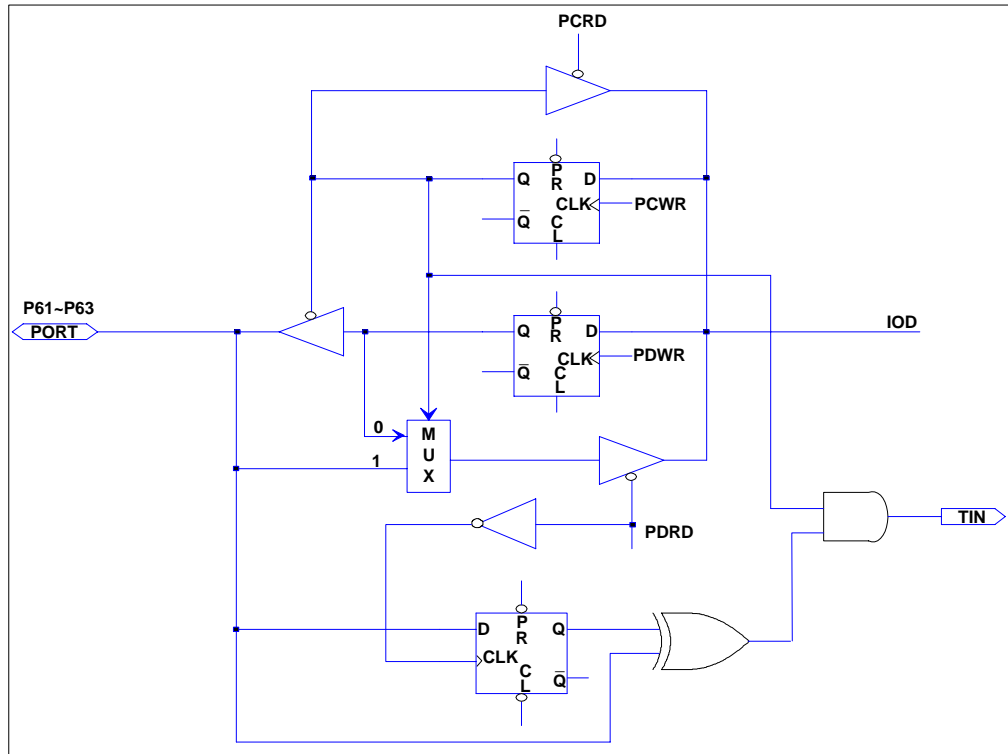 PCRD
P
R
Q
D
CLK
PCWR
Q̅
C
L
P61~P63
PORT
P
R
Q
D
IOD
CLK
PDWR
Q̅
C
L
0
M
U
X
1
PDRD
TIN
P
R
D
Q
CLK
C
L
Q̅